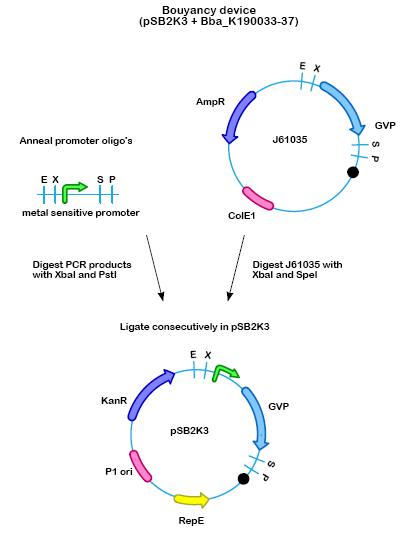 Bouyancy device
(pSB2K3 + Bba_K190033-37)
E X
AmpR
GVP
J61035
S
P
ColE1
Anneal promoter oligo's
E X S P
metal sensitive promoter
Digest PCR products
with XbaI and PstI
Digest J61035 with
XbaI and SpeI
Ligate consecutively in pSB2K3
E X
KanR
GVP
pSB2K3
S
P
P1 ori
RepE